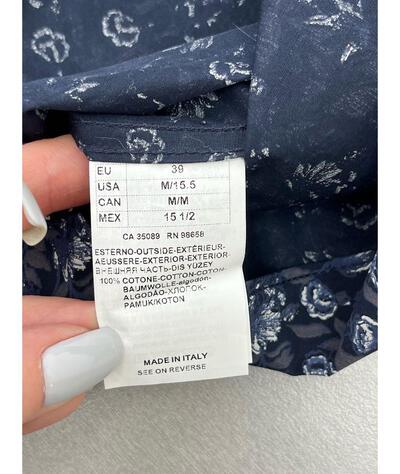 EU 39
USA M/15.5
CAN M/M
MEX 15 1/2
CA 35089 RN 98658
ESTERNO-OUTSIDE-EXTÉRIEUR-
AEUSSERE-EXTERIOR-EXTERIOR-
ВНЕШНЯЯ ЧАСТЬ-DIS YUZEY
100% COTONE-COTTON-COTON-
BAUMWOLLE-algodón-
ALGODÃO-ХЛОПОК-
PAMUK/KOTON
MADE IN ITALY
SEE ON REVERSE